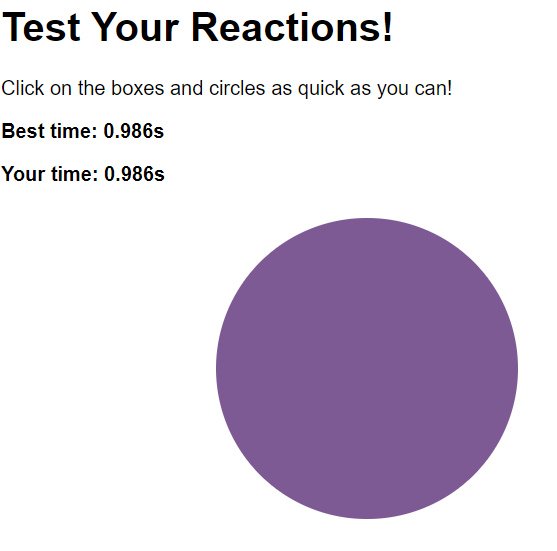 Test Your Reactions!
Click on the boxes and circles as quick as you can!
Best time: 0.986s
Your time: 0.986s